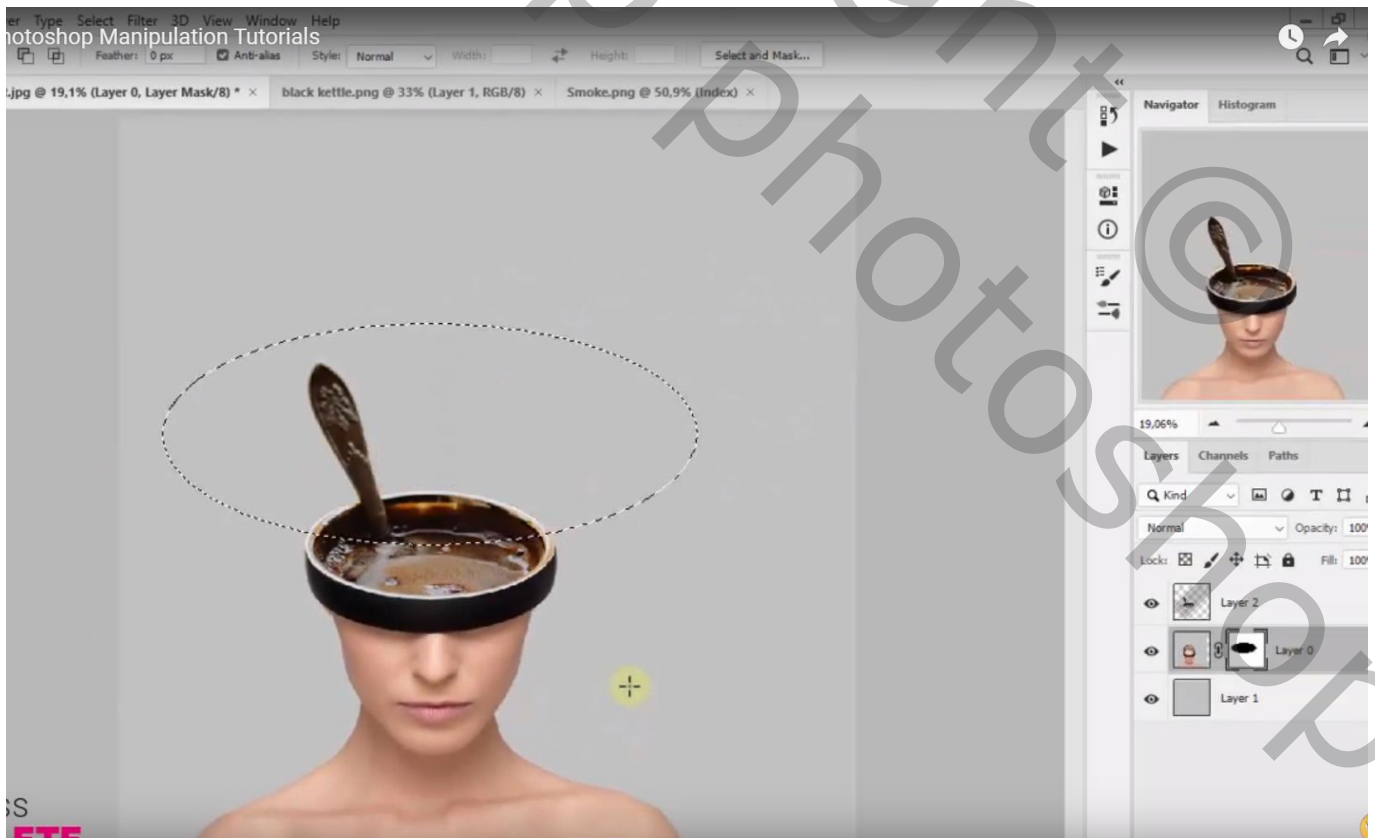 er Type Select Filter 3D View Window Help
hotoshop Manipulation Tutorials
Feather: 0 px Anti-alias Style: Normal Width: Height: Select and Mask...
.jpg @ 19,1% (Layer 0, Layer Mask/8) * × black kettle.png @ 33% (Layer 1, RGB/8) × Smoke.png @ 50,9% (Index) ×
Navigator Histogram
19,06%
Layers Channels Paths
Kind
Normal Opacity: 100
Lock: Fill: 100
Layer 2
Layer 0
Layer 1
ght ©
photoshop
SS
ETE